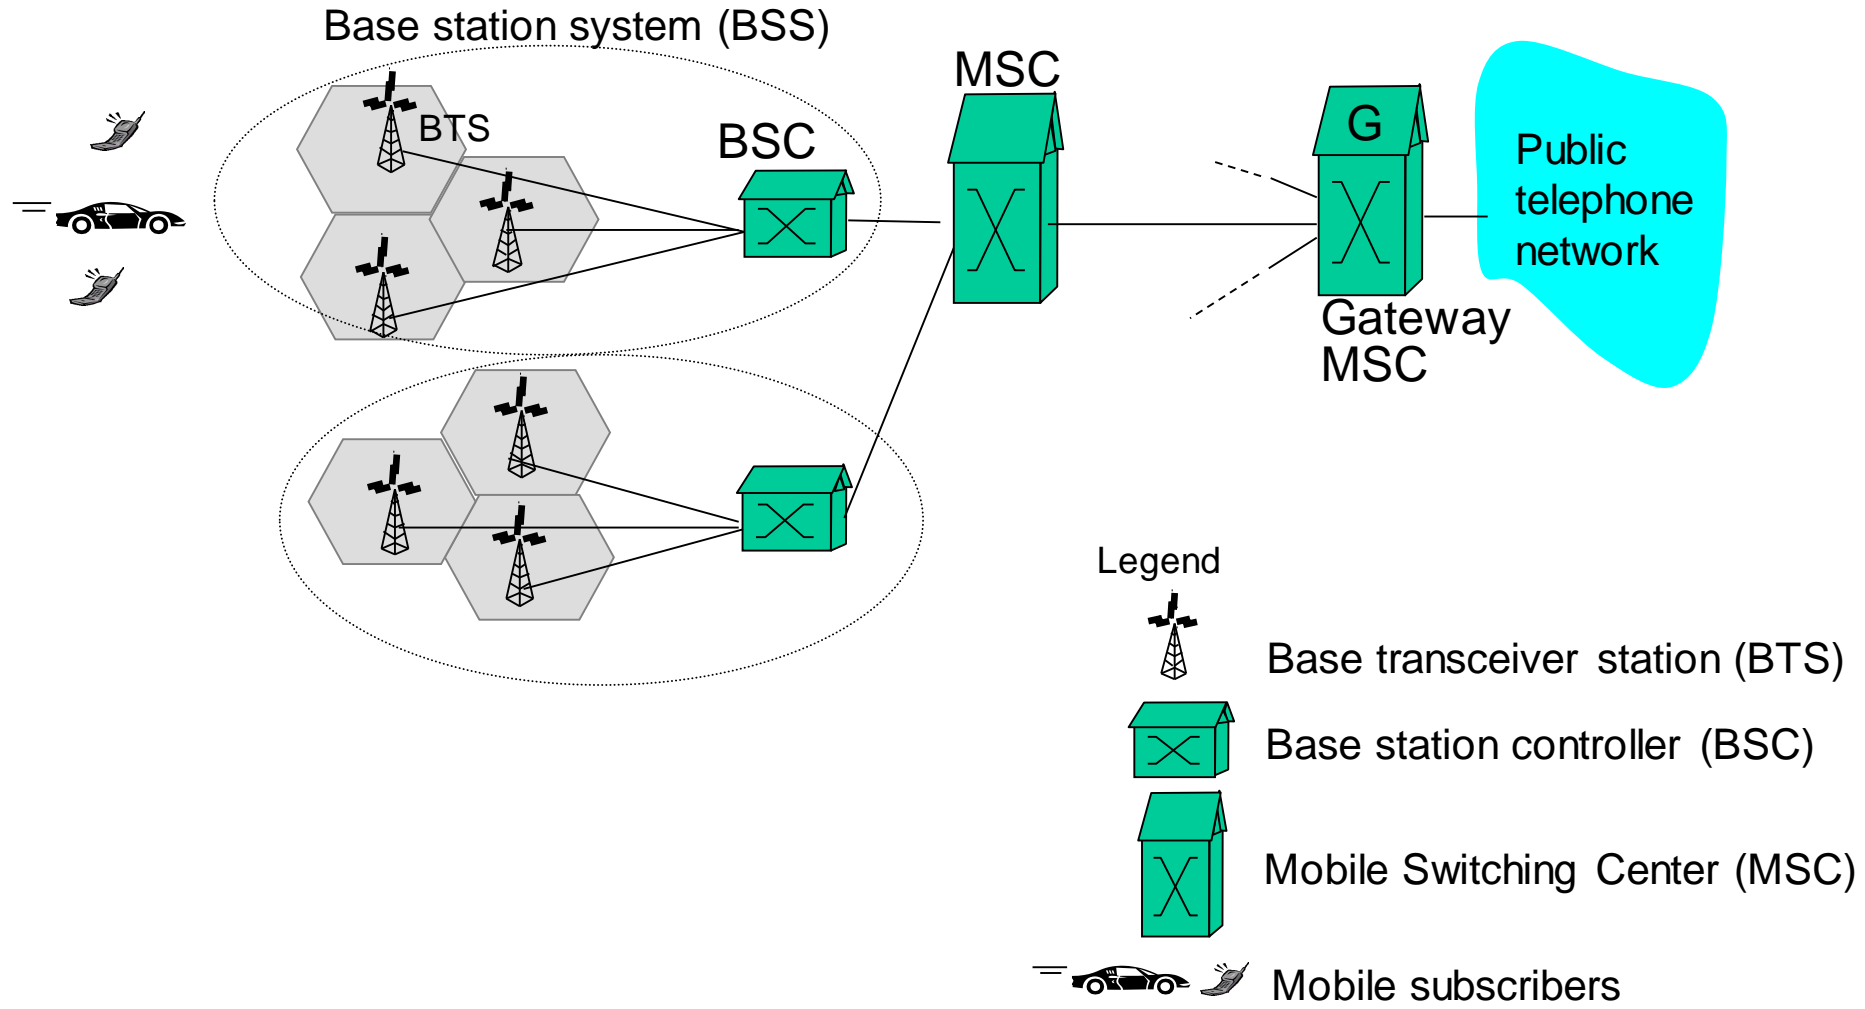 Base station system (BSS)
MSC
BTS
BSC
G
Public
telephone
network
Gateway
MSC
Legend
Base transceiver station (BTS)
Base station controller (BSC)
Mobile Switching Center (MSC)
Mobile subscribers